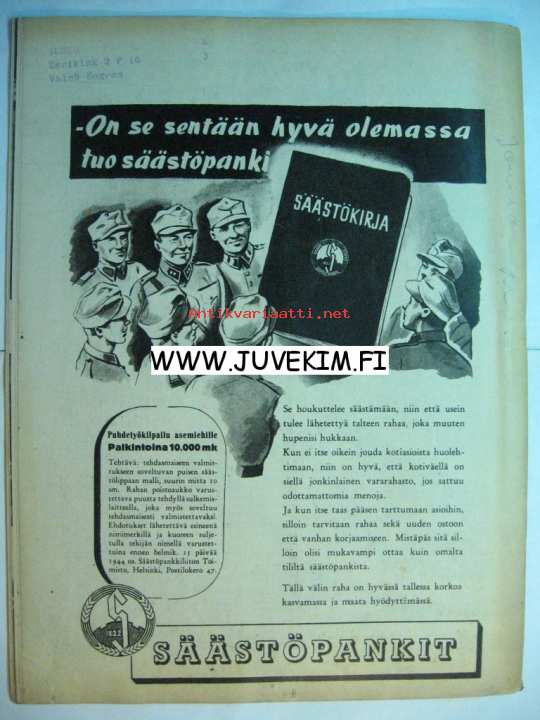 -On se sentään hyvä olemassa
tuo säästöpanki
SÄÄSTÖKIRJA
Antikvariaatti.net
WWW.JUVEKIM.FI
Puhdetyökilpailu asemiehille
Palkintoina 10.000 mk
Tehtävä: tehdasmaiseen valmis-
tukseen soveltuvan puisen sääs-
tölippaan malli, suurin mitta 10
sm. Rahan poistoaukko varus-
tettava puusta tehdyllä sulkemis-
laitteella, joka myös soveltuu
tehdasmaisesti valmistettavaksi.
Ehdotukset lähetettävä esineenä
nimimerkillä ja kuoreen sulje-
tulla tekijän nimellä varustet-
tuina ennen helmik. 15 päivää
1944 os. Säästöpankkiliiton Toi-
misto, Helsinki, Postilokero 47.
Se houkuttelee säästämään, niin että usein
tulee lähetettyä talteen rahaa, joka muuten
hupenisi hukkaan.
Kun ei itse oikein jouda kotiasioista huoleh-
timaan, niin on hyvä, että kotiväellä on
siellä jonkinlainen vararahasto, jos sattuu
odottamattomia menoja.
Ja kun itse taas pääsen tarttumaan asioihin,
silloin tarvitaan rahaa sekä uuden ostoon
että vanhan korjaamiseen. Mistäpäs sitä sil-
loin olisi mukavampi ottaa kuin omalta
tililtä säästöpankista.
Tällä välin raha on hyvässä tallessa korkoa
kasvamassa ja maata hyödyttämässä.
1822
SÄÄSTÖPANKIT